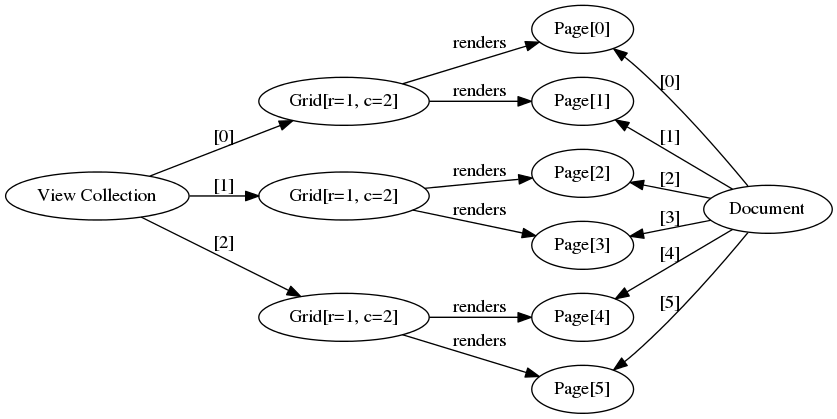 Page[0]
renders
[0]
Grid[r=1, c=2]
renders
Page[1]
[0]
[1]
renders
Page[2]
[2]
View Collection
[1]
Grid[r=1, c=2]
renders
Page[3]
[3]
Document
[2]
[4]
Grid[r=1, c=2]
renders
Page[4]
[5]
renders
Page[5]